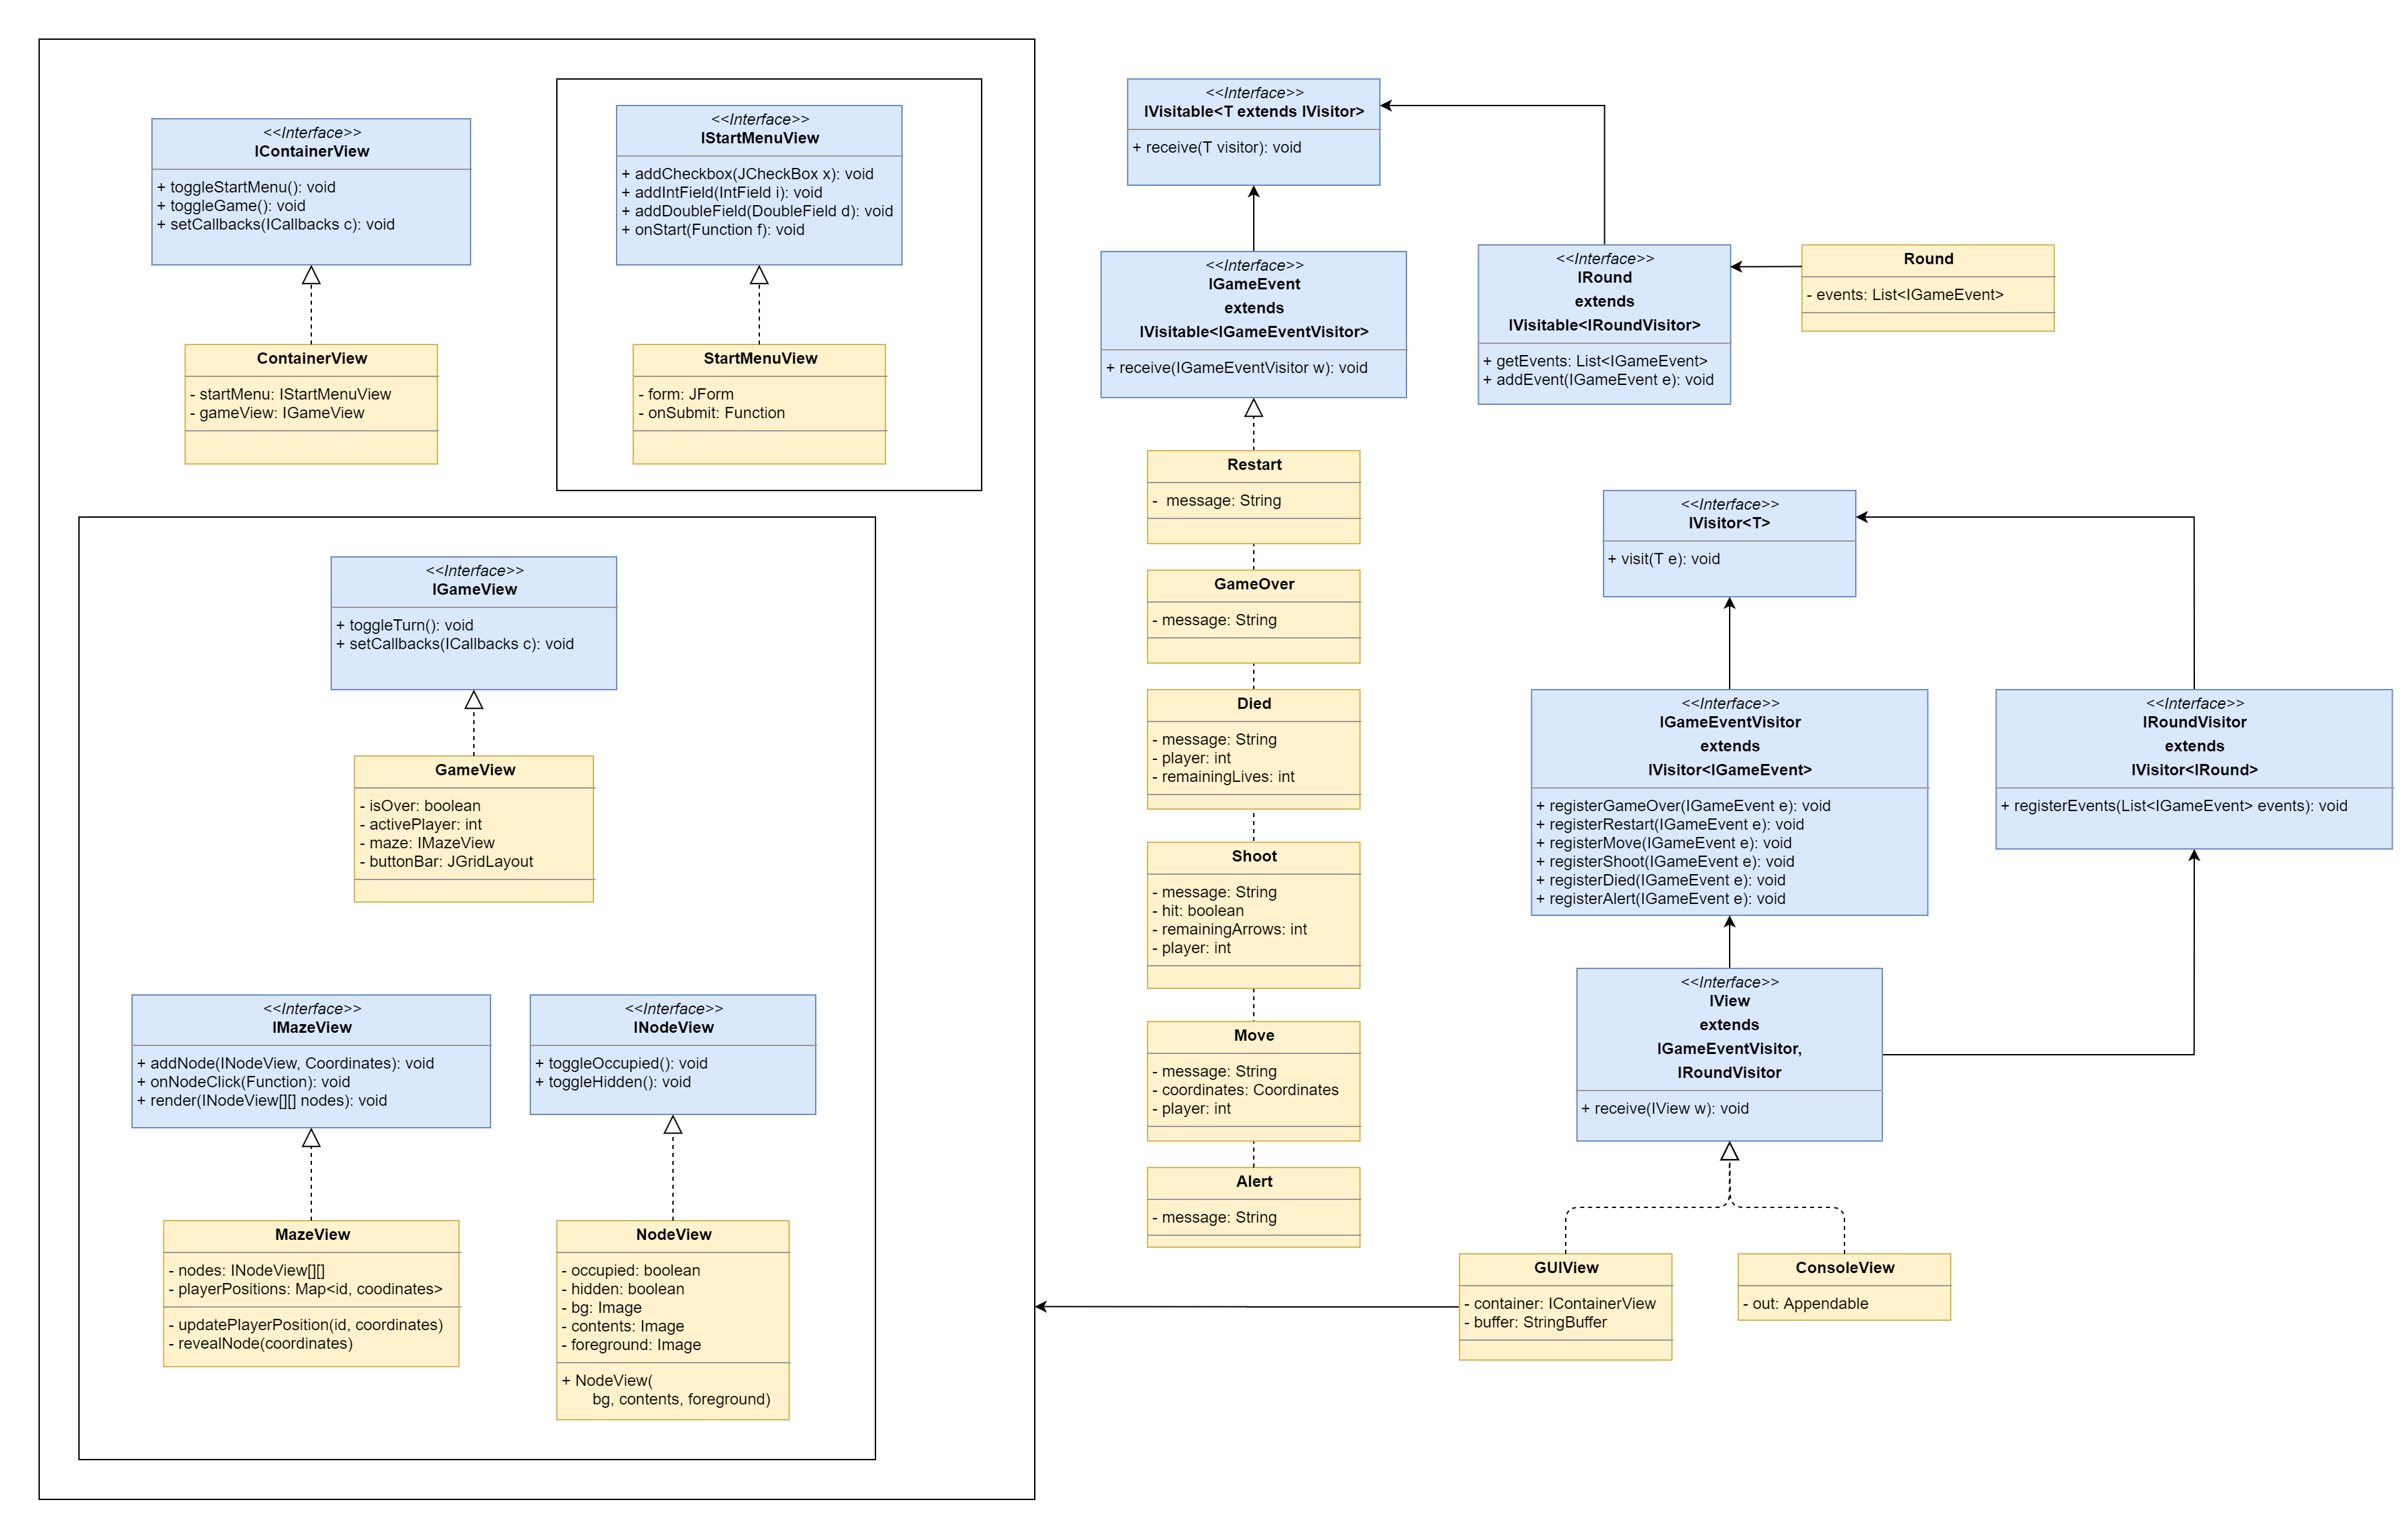 <<Interface>>
IContainerView
+ toggleStartMenu(): void
+ toggleGame(): void
+ setCallbacks(ICallbacks c): void
ContainerView
- startMenu: IStartMenuView
- gameView: IGameView
<<Interface>>
IStartMenuView
+ addCheckbox(JCheckBox x): void
+ addIntField(IntField i): void
+ addDoubleField(DoubleField d): void
+ onStart(Function f): void
StartMenuView
- form: JForm
- onSubmit: Function
<<Interface>>
IGameView
+ toggleTurn(): void
+ setCallbacks(ICallbacks c): void
GameView
- isOver: boolean
- activePlayer: int
- maze: IMazeView
- buttonBar: JGridLayout
<<Interface>>
IMazeView
+ addNode(INodeView, Coordinates): void
+ onNodeClick(Function): void
+ render(INodeView[][] nodes): void
MazeView
- nodes: INodeView[][]
- playerPositions: Map<id, coodinates>
- updatePlayerPosition(id, coordinates)
- revealNode(coordinates)
<<Interface>>
INodeView
+ toggleOccupied(): void
+ toggleHidden(): void
NodeView
- occupied: boolean
- hidden: boolean
- bg: Image
- contents: Image
- foreground: Image
+ NodeView(
bg, contents, foreground)
<<Interface>>
IVisitable<T extends IVisitor>
+ receive(T visitor): void
<<Interface>>
IGameEvent
extends
IVisitable<IGameEventVisitor>
+ receive(IGameEventVisitor w): void
Restart
- message: String
GameOver
- message: String
Died
- message: String
- player: int
- remainingLives: int
Shoot
- message: String
- hit: boolean
- remainingArrows: int
- player: int
Move
- message: String
- coordinates: Coordinates
- player: int
Alert
- message: String
<<Interface>>
IRound
extends
IVisitable<IRoundVisitor>
+ getEvents: List<IGameEvent>
+ addEvent(IGameEvent e): void
Round
- events: List<IGameEvent>
<<Interface>>
IVisitor<T>
+ visit(T e): void
<<Interface>>
IGameEventVisitor
extends
IVisitor<IGameEvent>
+ registerGameOver(IGameEvent e): void
+ registerRestart(IGameEvent e): void
+ registerMove(IGameEvent e): void
+ registerShoot(IGameEvent e): void
+ registerDied(IGameEvent e): void
+ registerAlert(IGameEvent e): void
<<Interface>>
IRoundVisitor
extends
IVisitor<IRound>
+ registerEvents(List<IGameEvent> events): void
<<Interface>>
IView
extends
IGameEventVisitor,
IRoundVisitor
+ receive(IView w): void
GUIView
- container: IContainerView
- buffer: StringBuffer
ConsoleView
- out: Appendable